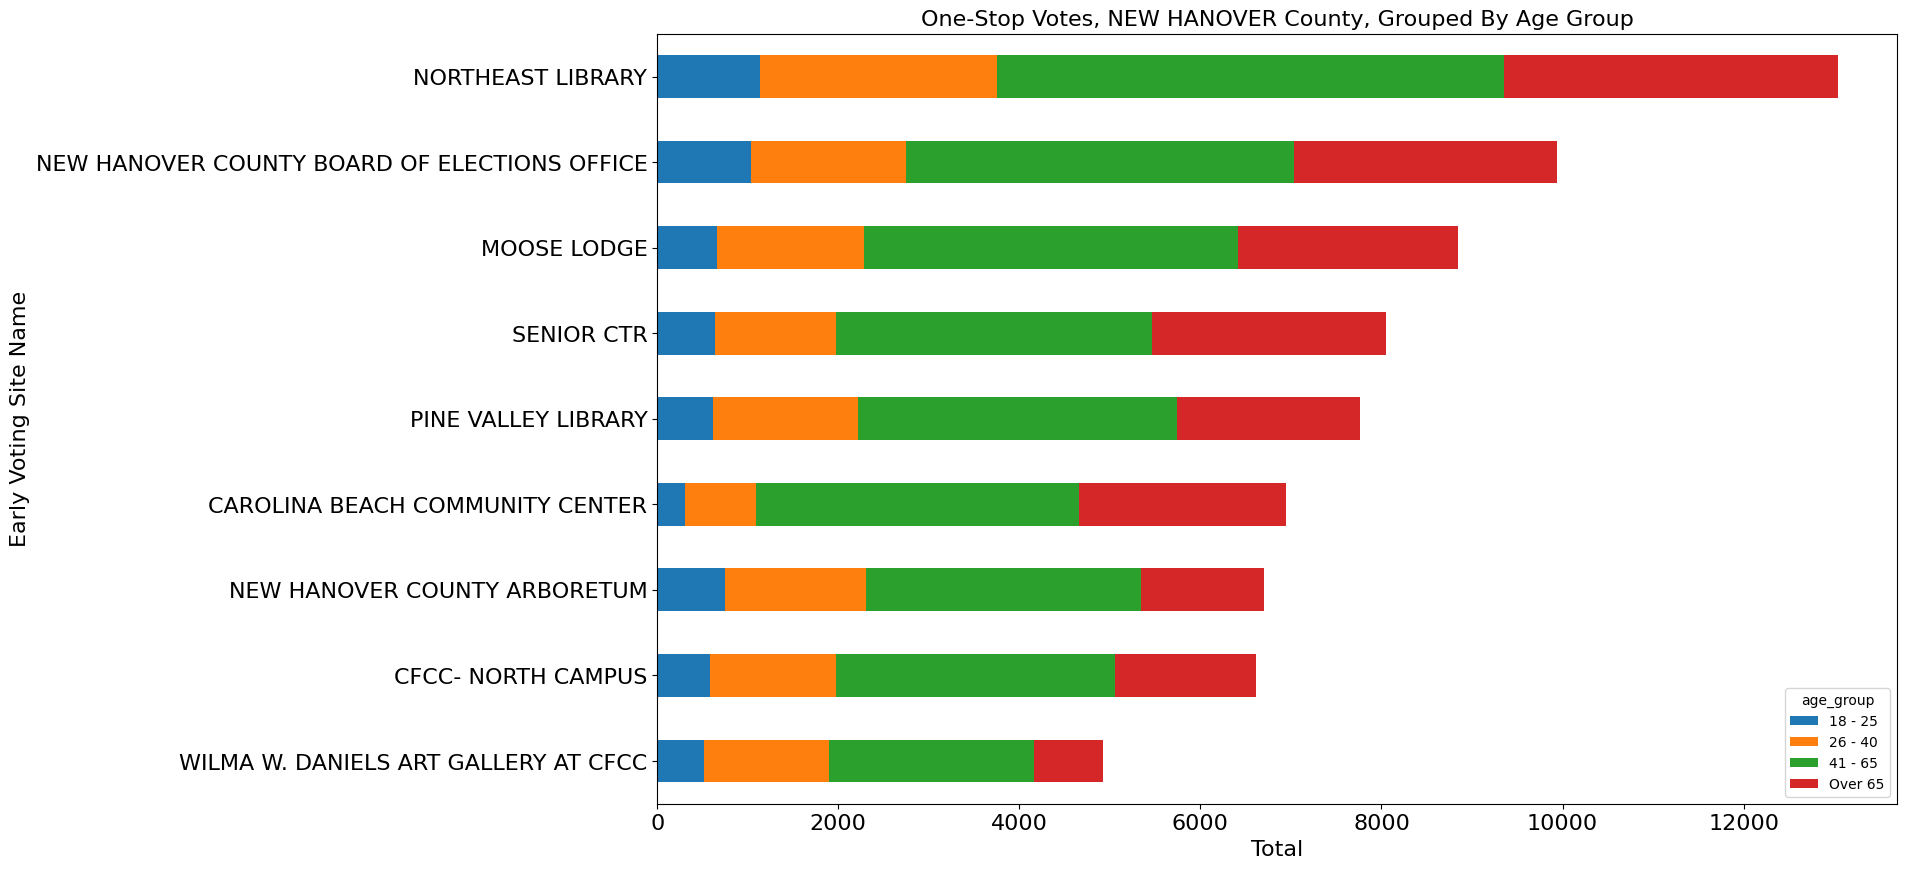 One-Stop Votes, NEW HANOVER County, Grouped By Age Group
Early Voting Site Name
NORTHEAST LIBRARY
NEW HANOVER COUNTY BOARD OF ELECTIONS OFFICE
MOOSE LODGE
SENIOR CTR
PINE VALLEY LIBRARY
CAROLINA BEACH COMMUNITY CENTER
NEW HANOVER COUNTY ARBORETUM
CFCC- NORTH CAMPUS
WILMA W. DANIELS ART GALLERY AT CFCC
age_group
18 - 25
26 - 40
41 - 65
Over 65
0 2000 4000 6000 8000 10000 12000
Total